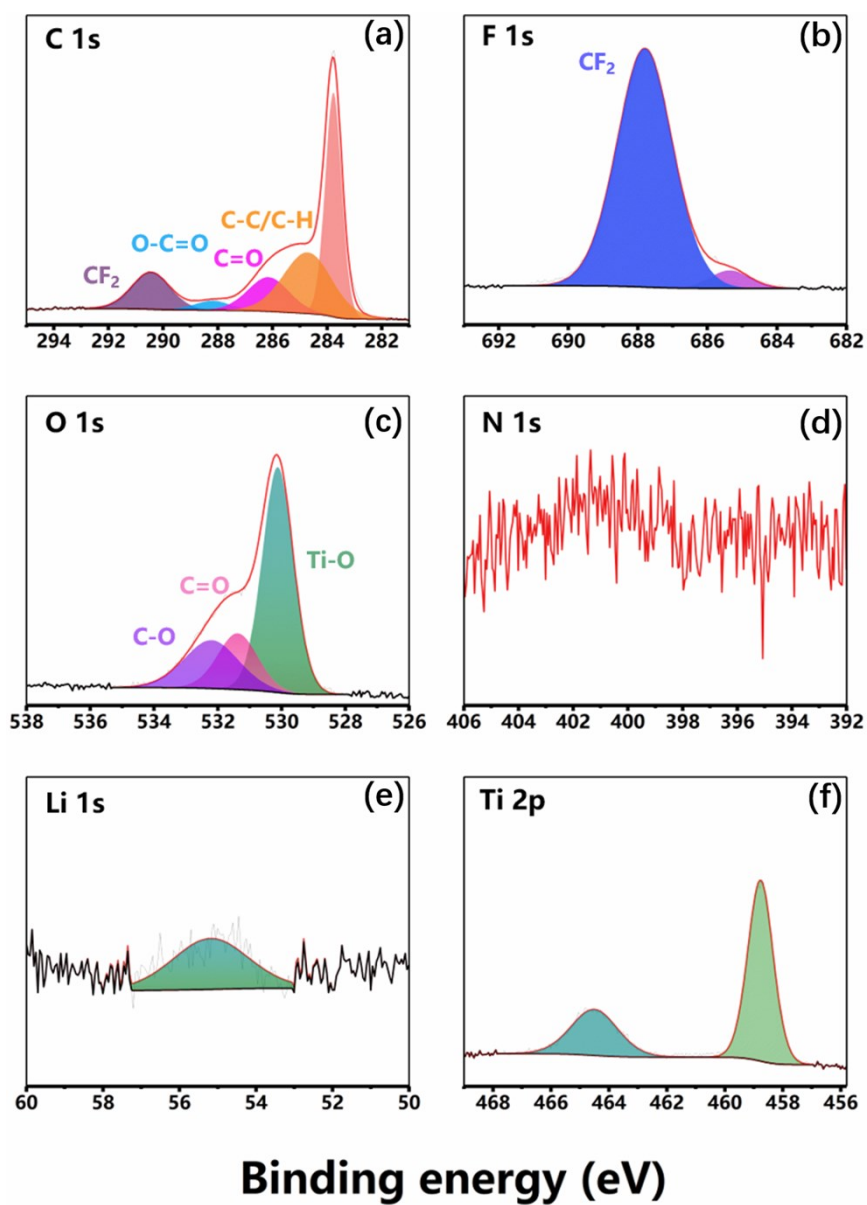 C 1s (a)
C-C/C-H
O-C=O
C=O
CF₂
294 292 290 288 286 284 282
F 1s (b)
CF₂
692 690 688 686 684 682
O 1s (c)
Ti-O
C=O
C-O
538 536 534 532 530 528 526
N 1s (d)
406 404 402 400 398 396 394 392
Li 1s (e)
60 58 56 54 52 50
Ti 2p (f)
468 466 464 462 460 458 456
Binding energy (eV)